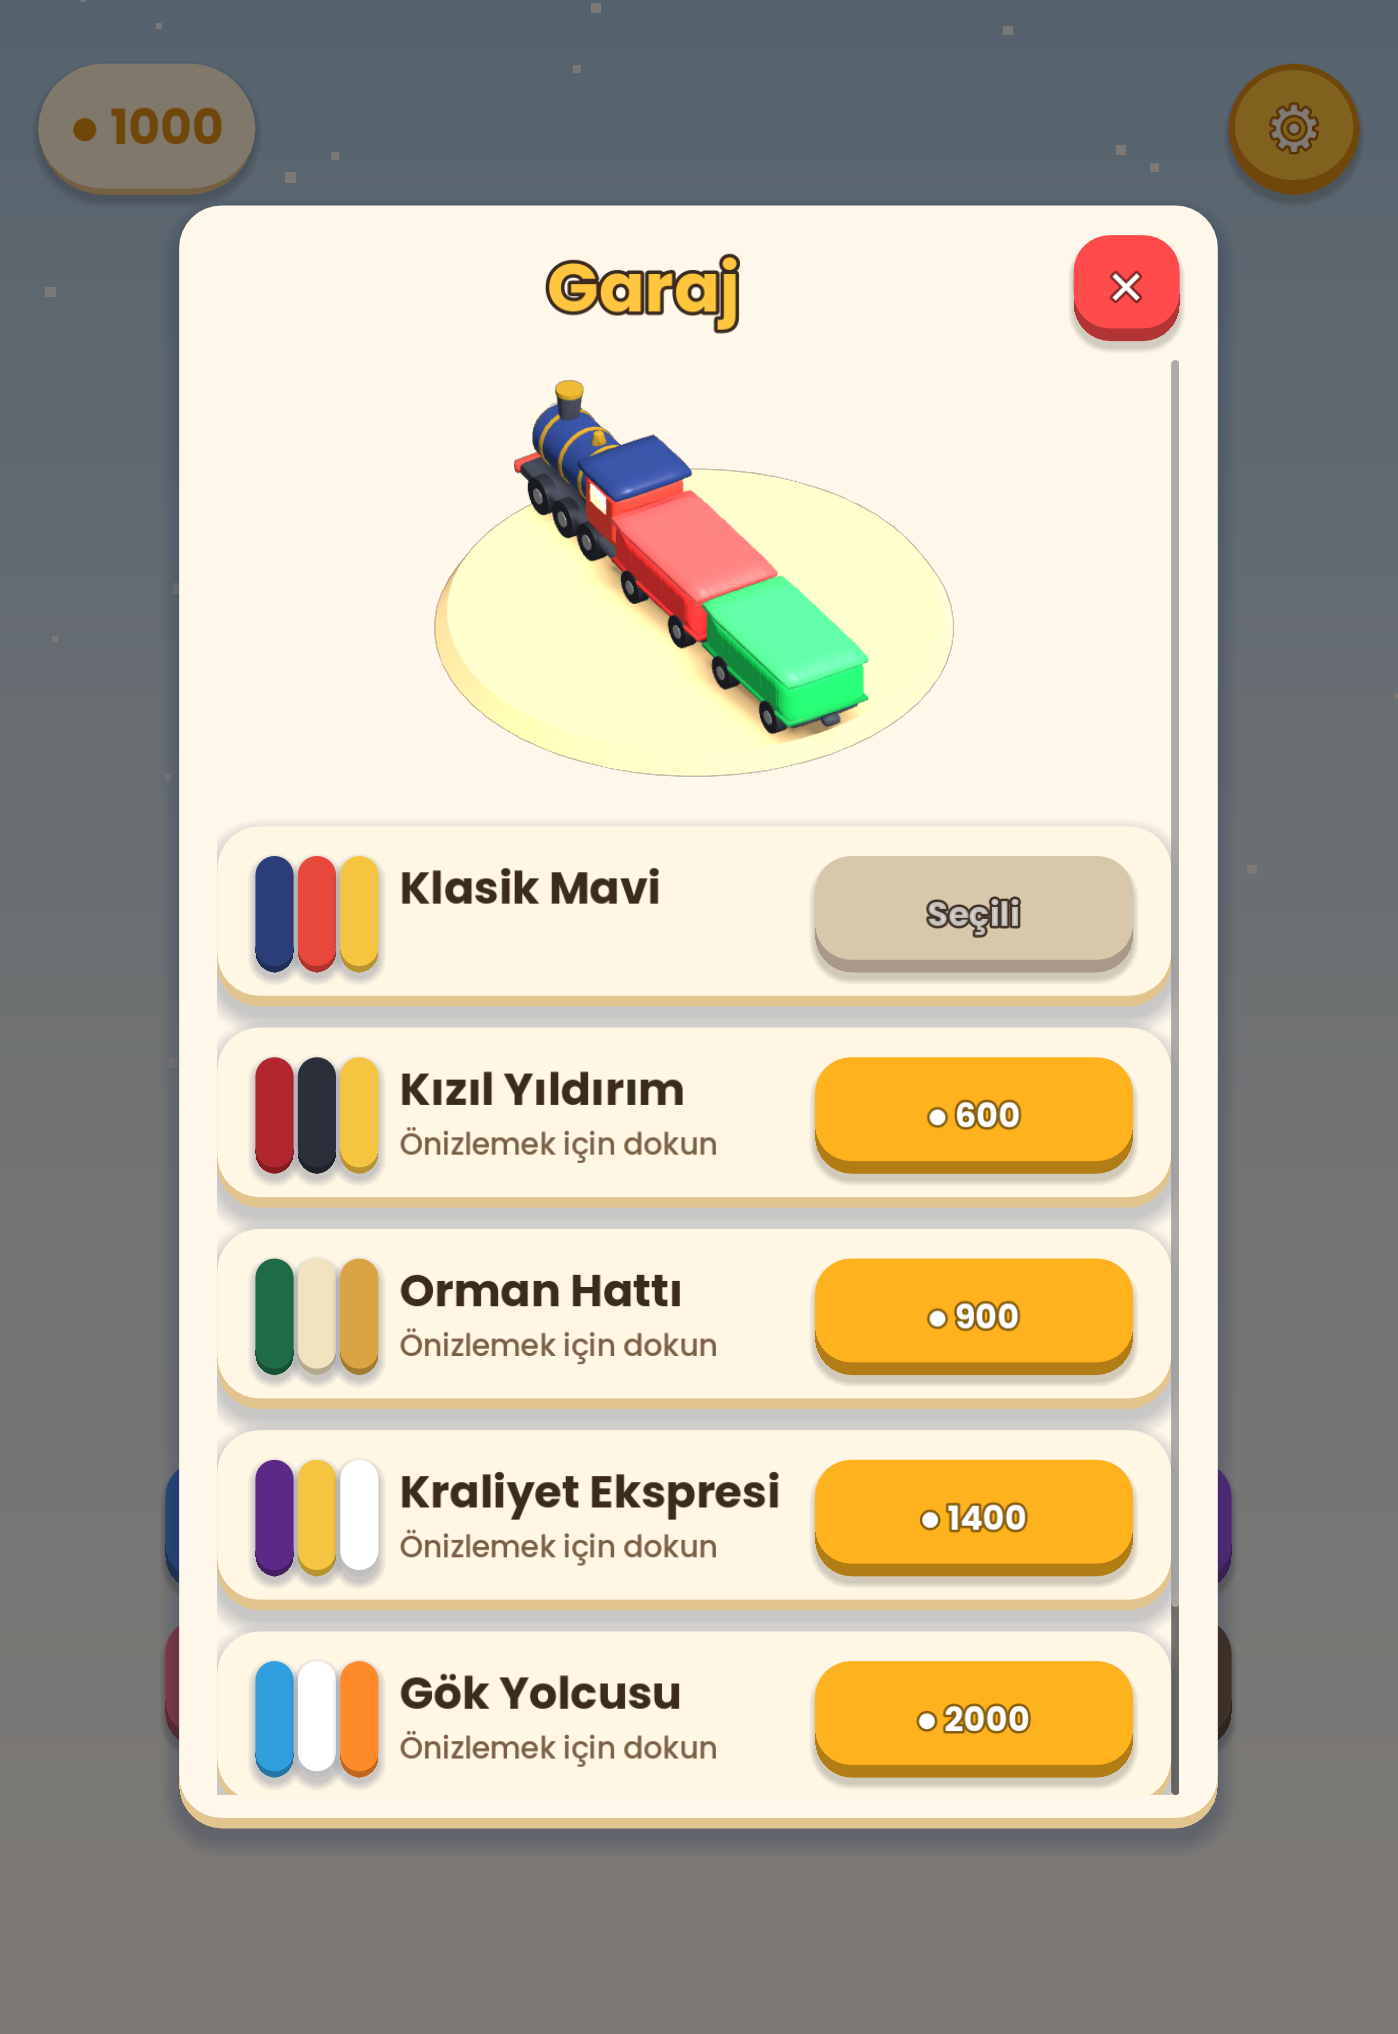 1000
Garaj
Klasik Mavi
Seçili
Kızıl Yıldırım
Önizlemek için dokun
600
Orman Hattı
Önizlemek için dokun
900
Kraliyet Ekspresi
Önizlemek için dokun
1400
Gök Yolcusu
Önizlemek için dokun
2000